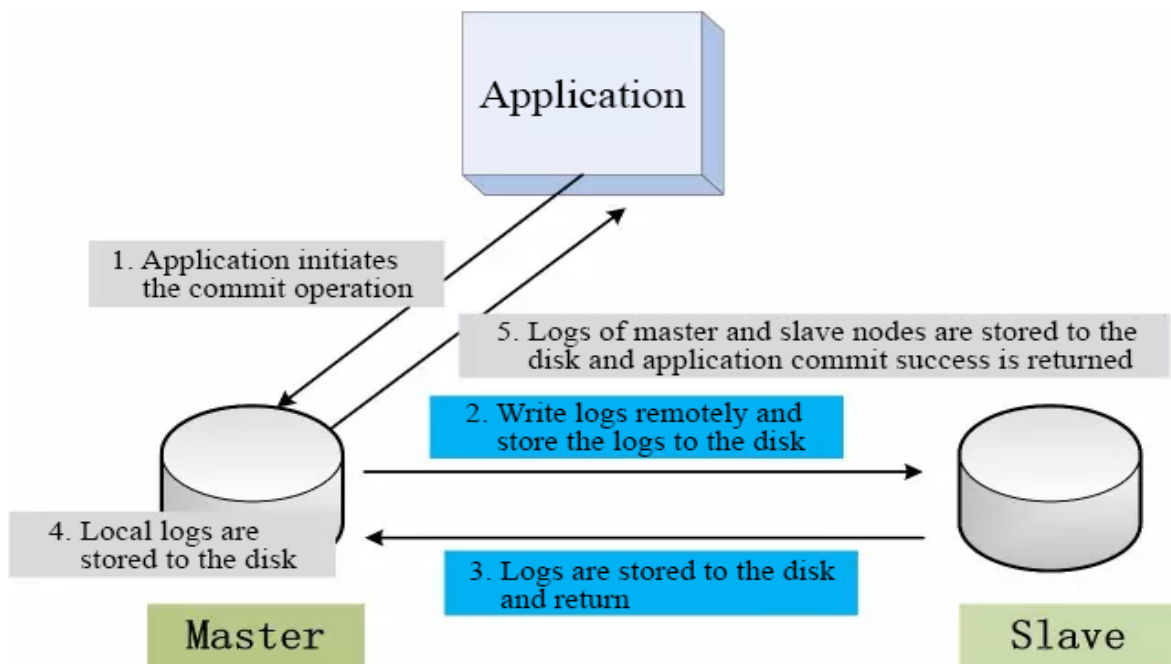 Application
1. Application initiates
the commit operation
5. Logs of master and slave nodes are stored to the
disk and application commit success is returned
2. Write logs remotely and
store the logs to the disk
4. Local logs are
stored to the disk
3. Logs are stored to the disk
and return
Master
Slave